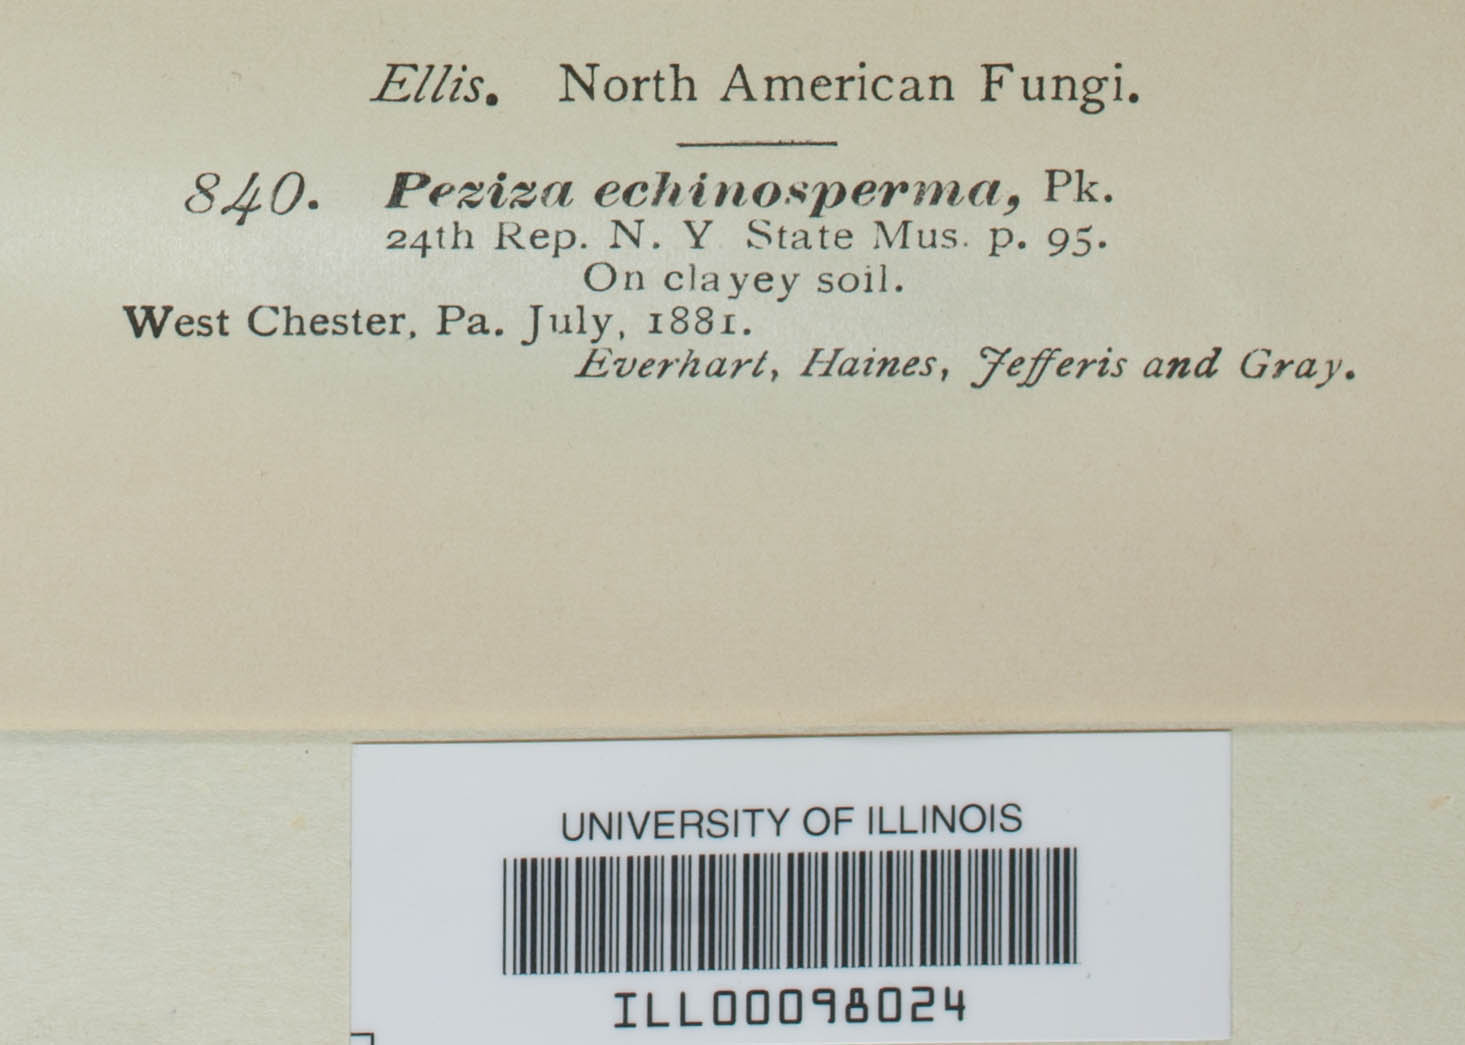 Ellis. North American Fungi.
840. Peziza echinosperma, Pk.
24th Rep. N. Y State Mus. p. 95.
On clayey soil.
West Chester, Pa. July, 1881.
Everhart, Haines, Jefferis and Gray.
UNIVERSITY OF ILLINOIS
ILL00098024